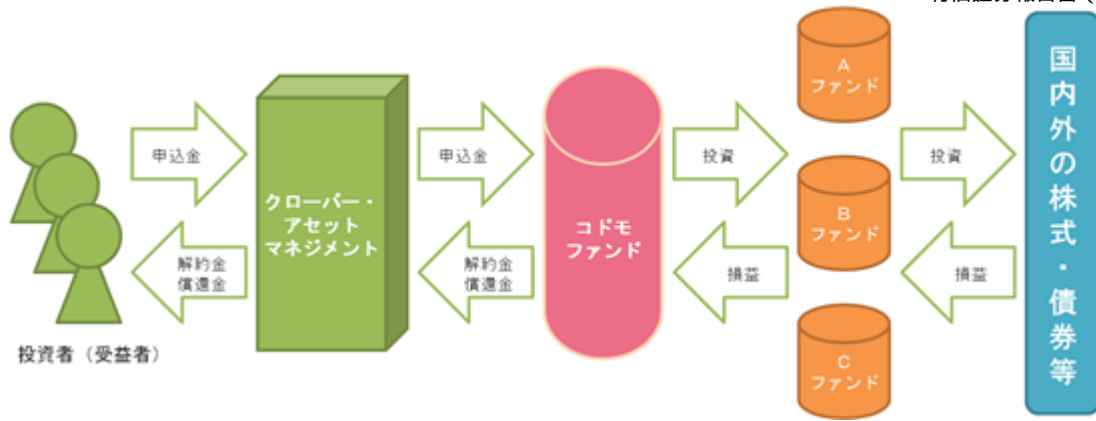 申込金
解約金
償還金
投資者（受益者）
クローバー・
アセット
マネジメント
申込金
解約金
償還金
コドモ
ファンド
投資
損益
A
ファンド
B
ファンド
C
ファンド
投資
損益
国内外の株式・債券等